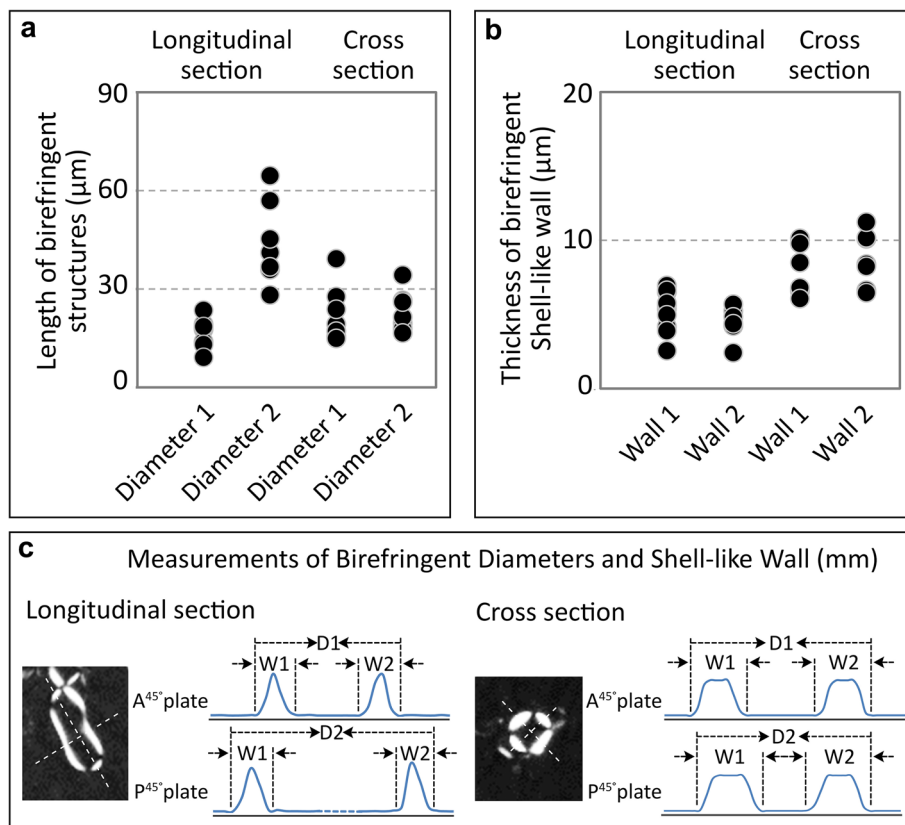 a
Longitudinal
section
Cross
section
Length of birefringent
structures (μm)
90
60
30
0
Diameter 1
Diameter 2
Diameter 1
Diameter 2
b
Longitudinal
section
Cross
section
Thickness of birefringent
Shell-like wall (μm)
20
10
0
Wall 1
Wall 2
Wall 1
Wall 2
c
Measurements of Birefringent Diameters and Shell-like Wall (mm)
Longitudinal section
D1
W1 W2
A45°plate
D2
W1 W2
P45°plate
Cross section
D1
W1 W2
A45°plate
D2
W1 W2
P45°plate